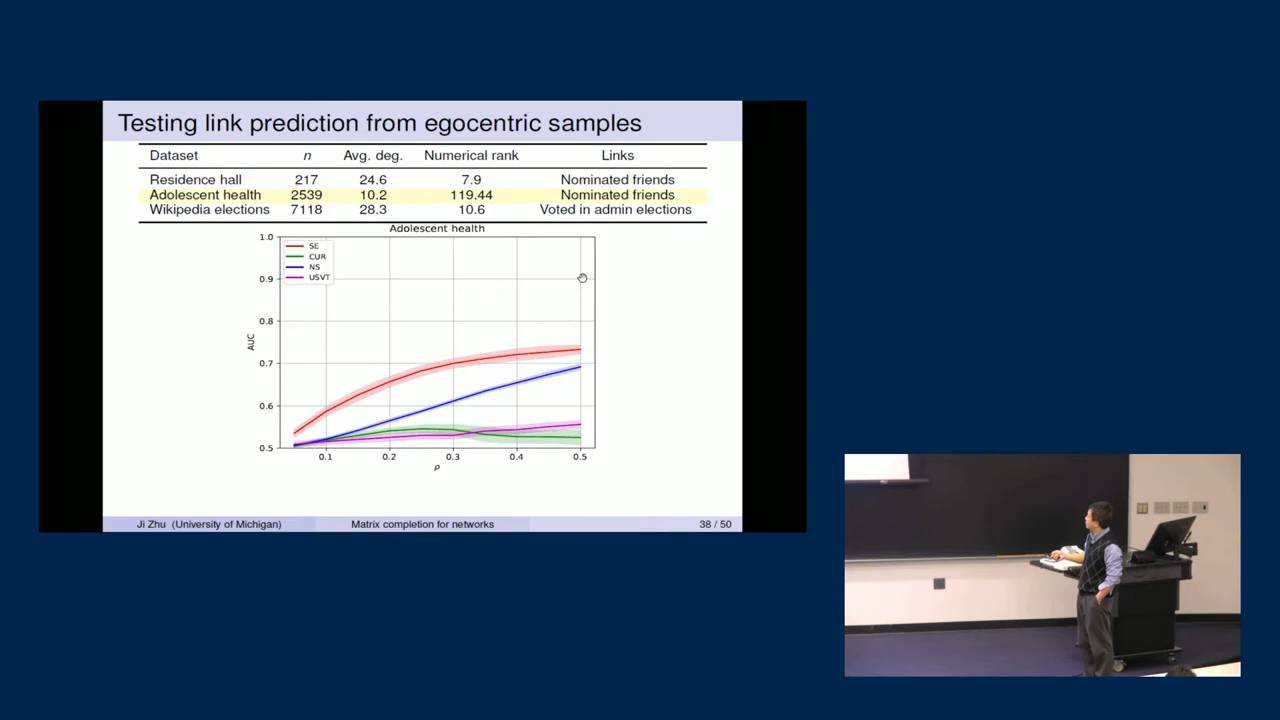 Testing link prediction from egocentric samples
Dataset n Avg. deg. Numerical rank Links
Residence hall 217 24.6 7.9 Nominated friends
Adolescent health 2539 10.2 119.44 Nominated friends
Wikipedia elections 7118 28.3 10.6 Voted in admin elections
Adolescent health
1.0
0.9
0.8
0.7
0.6
0.5
AUC
SE
CUR
NS
USVT
0.1 0.2 0.3 0.4 0.5
ρ
Ji Zhu (University of Michigan) Matrix completion for networks 38 / 50